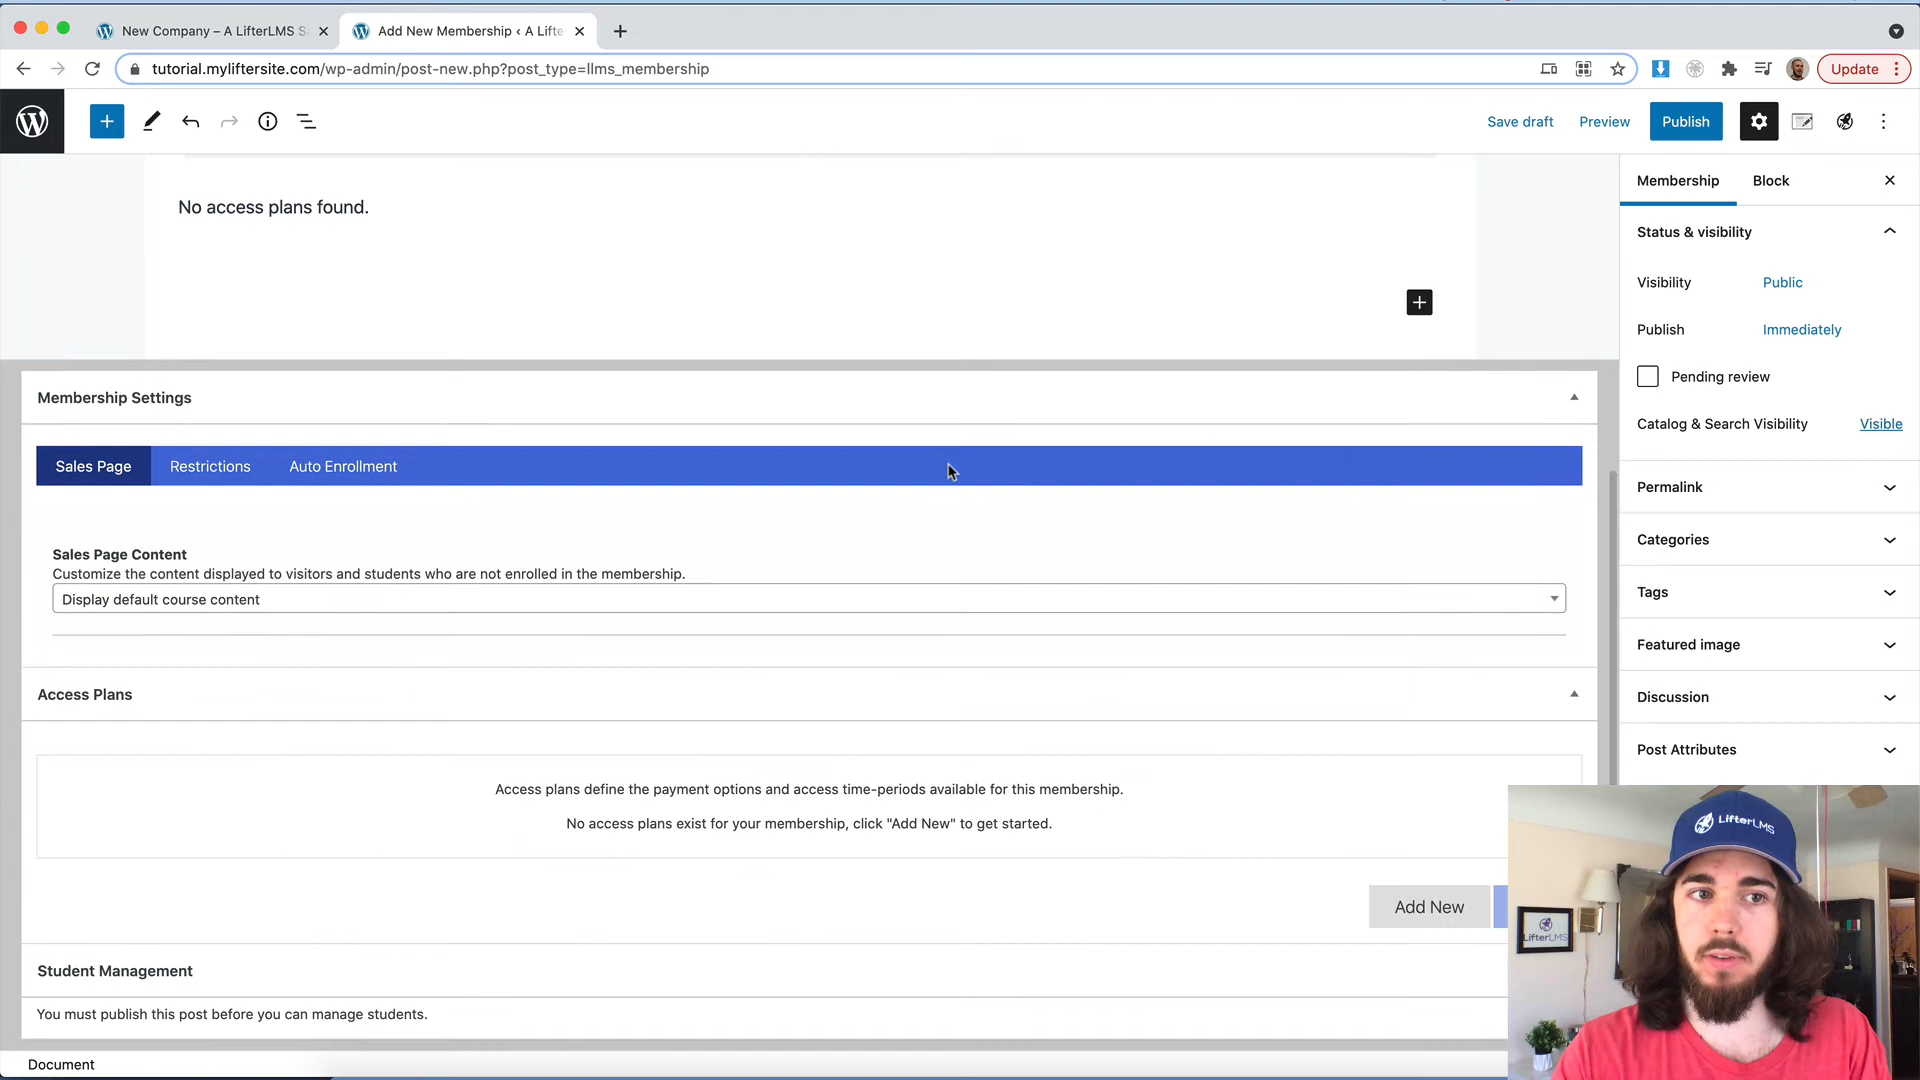 New Company – A LifterLMS S
Add New Membership ‹ A Lifte
tutorial.myliftersite.com/wp-admin/post-new.php?post_type=llms_membership
Update
Save draft
Preview
Publish
No access plans found.
Membership Settings
Sales Page
Restrictions
Auto Enrollment
Sales Page Content
Customize the content displayed to visitors and students who are not enrolled in the membership.
Display default course content
Access Plans
Access plans define the payment options and access time-periods available for this membership.
No access plans exist for your membership, click "Add New" to get started.
Add New
Student Management
You must publish this post before you can manage students.
Document
Membership
Block
Status & visibility
Visibility
Public
Publish
Immediately
Pending review
Catalog & Search Visibility
Visible
Permalink
Categories
Tags
Featured image
Discussion
Post Attributes
LifterLMS
LifterLMS